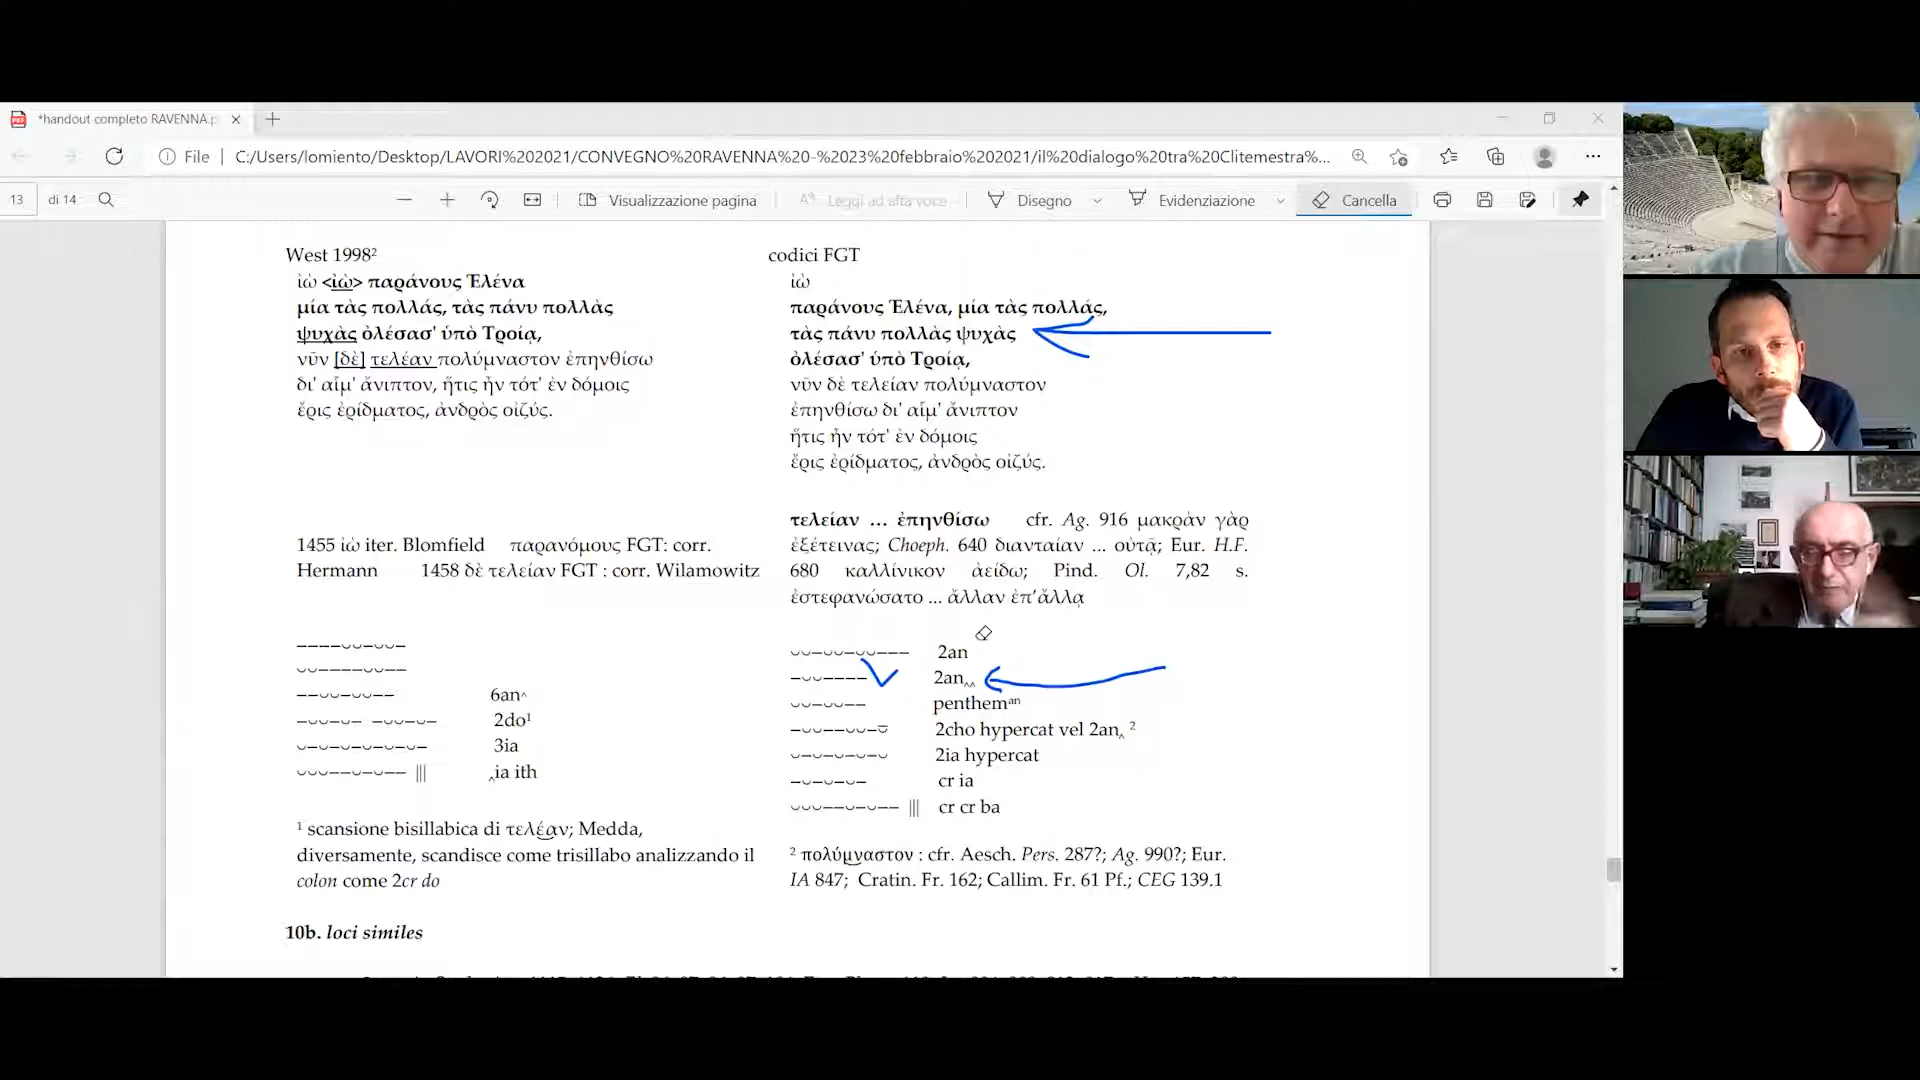 *handout completo RAVENNA.p
File C:/Users/lomiento/Desktop/LAVORI%202021/CONVEGNO%20RAVENNA%20-%2023%20febbraio%202021/il%20dialogo%20tra%20Clitemestra%...
13 di 14 Visualizzazione pagina Leggi ad alta voce Disegno Evidenziazione Cancella
West 1998²
ἰὼ <ἰὼ> παράνους Ἑλένα
μία τὰς πολλάς, τὰς πάνυ πολλὰς
ψυχὰς ὀλέσασ' ὑπὸ Τροίᾳ,
νῦν [δὲ] τελέαν πολύμναστον ἐπηνθίσω
δι' αἷμ' ἄνιπτον, ἥτις ἦν τότ' ἐν δόμοις
ἔρις ἐρίδματος, ἀνδρὸς οἰζύς.
codici FGT
ἰὼ
παράνους Ἑλένα, μία τὰς πολλάς,
τὰς πάνυ πολλὰς ψυχὰς
ὀλέσασ' ὑπὸ Τροίᾳ,
νῦν δὲ τελείαν πολύμναστον
ἐπηνθίσω δι' αἷμ' ἄνιπτον
ἥτις ἦν τότ' ἐν δόμοις
ἔρις ἐρίδματος, ἀνδρὸς οἰζύς.
1455 ἰὼ iter. Blomfield παρανόμους FGT: corr.
Hermann 1458 δὲ τελείαν FGT : corr. Wilamowitz
τελείαν … ἐπηνθίσω cfr. Ag. 916 μακρὰν γὰρ
ἐξέτεινας; Choeph. 640 διανταίαν ... οὐτᾷ; Eur. H.F.
680 καλλίνικον ἀείδω; Pind. Ol. 7,82 s.
ἐστεφανώσατο ... ἄλλαν ἐπ’ἄλλᾳ
‒‒‒‒⏑⏑‒⏑⏑‒
⏑⏑‒‒‒‒‒⏑⏑‒‒
‒‒⏑⏑‒⏑⏑‒‒ 6an^
‒⏑⏑‒⏑‒ ‒⏑⏑‒⏑‒ 2do¹
⏑‒⏑‒⏑‒⏑‒⏑‒⏑‒ 3ia
⏑⏑⏑‒‒⏑‒⏑‒‒ ||| ‸ia ith
⏑⏑‒⏑⏑‒⏑⏑‒‒‒ 2an
‒⏑⏑‒‒‒‒ 2an‸‸
⏑⏑‒⏑⏑‒‒ penthemᵃⁿ
‒⏑⏑‒⏑⏑‒‒⏑‒⏑ 2cho hypercat vel 2an‸ ²
⏑‒⏑‒⏑‒⏑‒⏑ 2ia hypercat
‒⏑‒⏑‒⏑‒ cr ia
⏑⏑⏑‒‒⏑‒⏑‒‒ ||| cr cr ba
¹ scansione bisillabica di τελέαν; Medda,
diversamente, scandisce come trisillabo analizzando il
colon come 2cr do
² πολύμναστον : cfr. Aesch. Pers. 287?; Ag. 990?; Eur.
IA 847; Cratin. Fr. 162; Callim. Fr. 61 Pf.; CEG 139.1
10b. loci similes